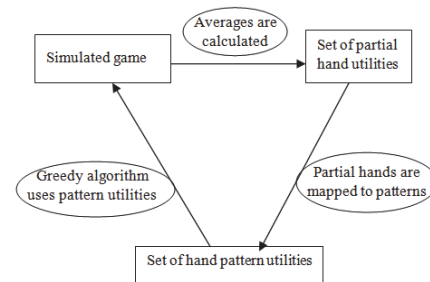 Averages are
calculated
Simulated game
Set of partial
hand utilities
Greedy algorithm
uses pattern utilities
Partial hands are
mapped to patterns
Set of hand pattern utilities